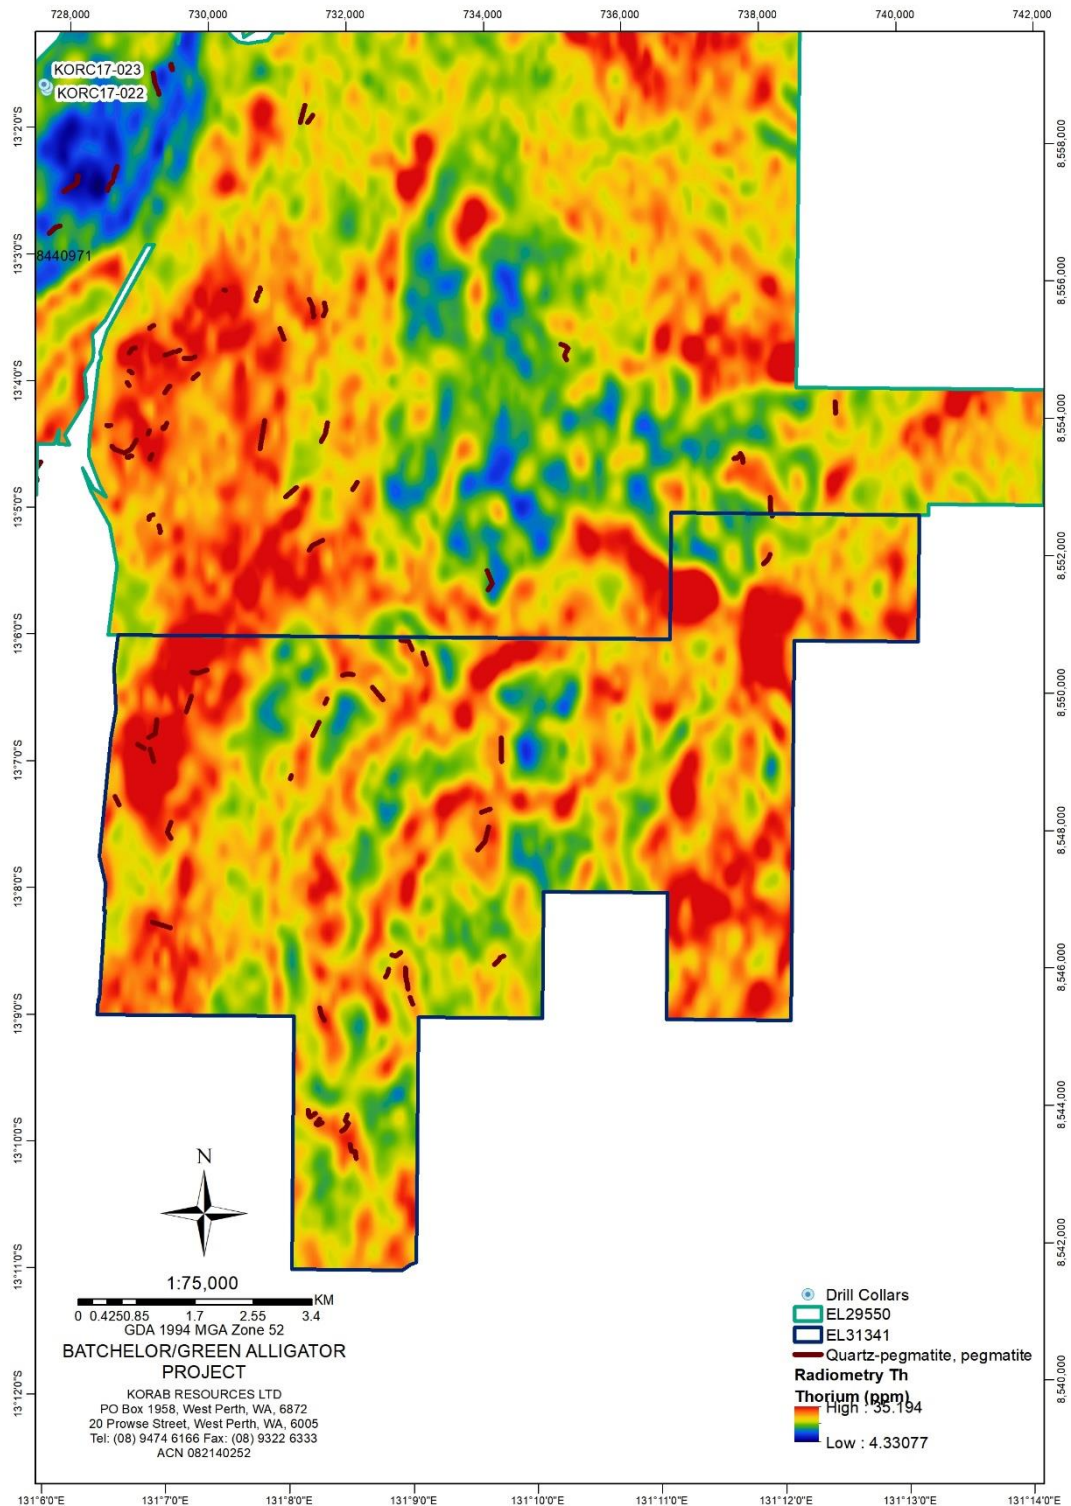 728,000 730,000 732,000 734,000 736,000 738,000 740,000 742,000
KORC17-023
KORC17-022
13°2'0"S
8,558,000
13°3'0"S
8440971
8,556,000
13°4'0"S
8,554,000
13°5'0"S
8,552,000
13°6'0"S
8,550,000
13°7'0"S
8,548,000
13°8'0"S
8,546,000
13°9'0"S
8,544,000
13°10'0"S
8,542,000
13°11'0"S
8,540,000
13°12'0"S
N
1:75,000
KM
0 0.4250.85 1.7 2.55 3.4
GDA 1994 MGA Zone 52
BATCHELOR/GREEN ALLIGATOR
PROJECT
KORAB RESOURCES LTD
PO Box 1958, West Perth, WA, 6872
20 Prowse Street, West Perth, WA, 6005
Tel: (08) 9474 6166 Fax: (08) 9322 6333
ACN 082140252
Drill Collars
EL29550
EL31341
Quartz-pegmatite, pegmatite
Radiometry Th
Thorium (ppm)
High : 35.194
Low : 4.33077
131°6'0"E 131°7'0"E 131°8'0"E 131°9'0"E 131°10'0"E 131°11'0"E 131°12'0"E 131°13'0"E 131°14'0"E